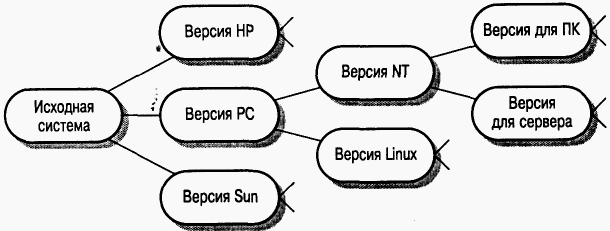 Версия HP
Версия для ПК
Версия NT
Исходная
система
Версия PC
Версия
для сервера
Версия Linux
Версия Sun